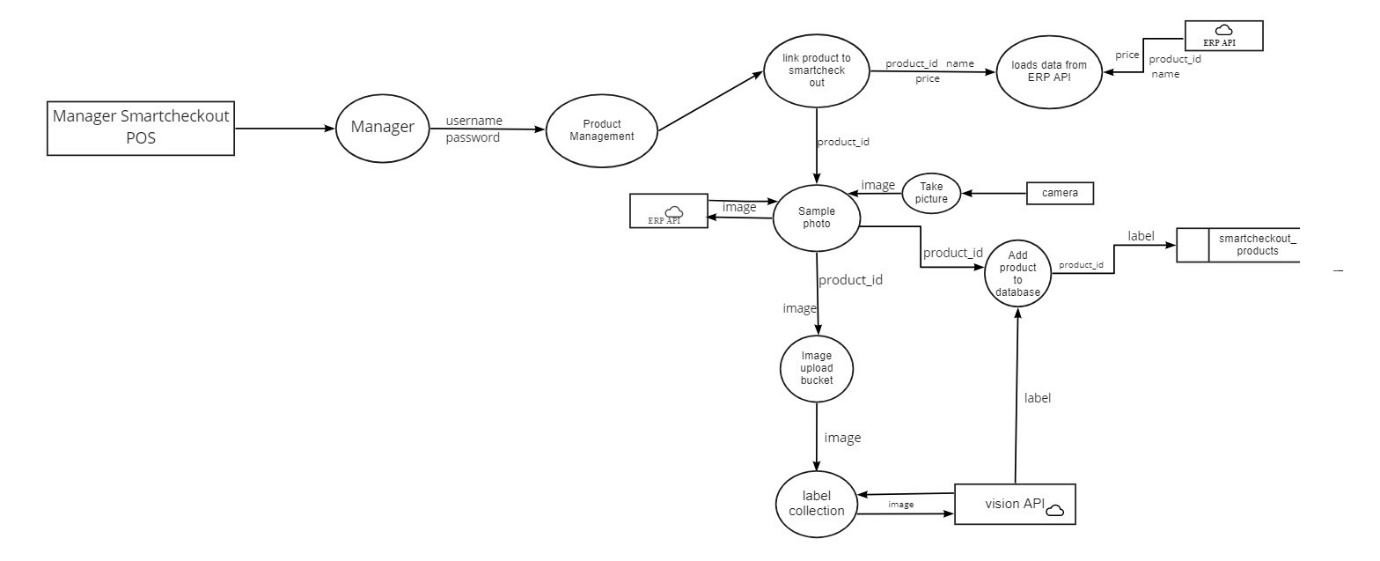 Manager Smartcheckout
POS
Manager
username
password
Product
Management
link product to
smartcheck
out
product_id name
price
loads data from
ERP API
price
product_id
name
ERP API
product_id
ERP API
image
Sample
photo
image
Take
picture
camera
product_id
Add
product
to
database
product_id
label
smartcheckout_
products
product_id
image
Image
upload
bucket
image
label
label
collection
image
vision API